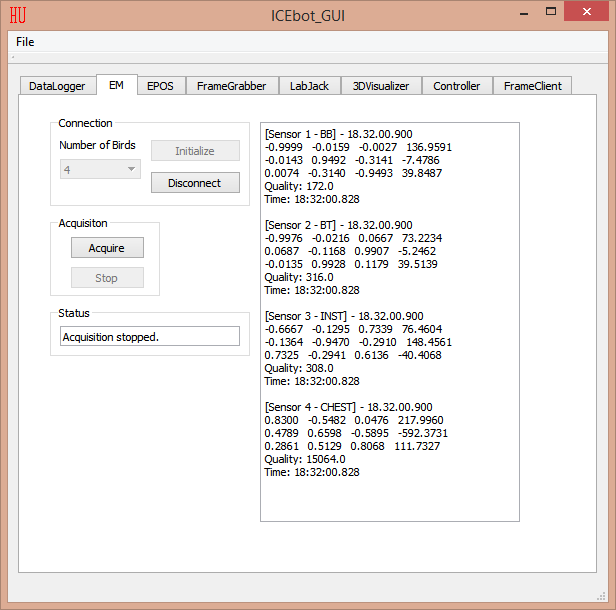 HU
ICEbot_GUI
File
DataLogger EM EPOS FrameGrabber LabJack 3DVisualizer Controller FrameClient
Connection
Number of Birds
4
Initialize
Disconnect
Acquisiton
Acquire
Stop
Status
Acquisition stopped.
[Sensor 1 - BB] - 18.32.00.900
-0.9999 -0.0159 -0.0027 136.9591
-0.0143 0.9492 -0.3141 -7.4786
0.0074 -0.3140 -0.9493 39.8487
Quality: 172.0
Time: 18:32:00.828
[Sensor 2 - BT] - 18.32.00.900
-0.9976 -0.0216 0.0667 73.2234
0.0687 -0.1168 0.9907 -5.2462
-0.0135 0.9928 0.1179 39.5139
Quality: 316.0
Time: 18:32:00.828
[Sensor 3 - INST] - 18.32.00.900
-0.6667 -0.1295 0.7339 76.4604
-0.1364 -0.9470 -0.2910 148.4561
0.7325 -0.2941 0.6136 -40.4068
Quality: 308.0
Time: 18:32:00.828
[Sensor 4 - CHEST] - 18.32.00.900
0.8300 -0.5482 0.0476 217.9960
0.4789 0.6598 -0.5895 -592.3731
0.2861 0.5129 0.8068 111.7327
Quality: 15064.0
Time: 18:32:00.828